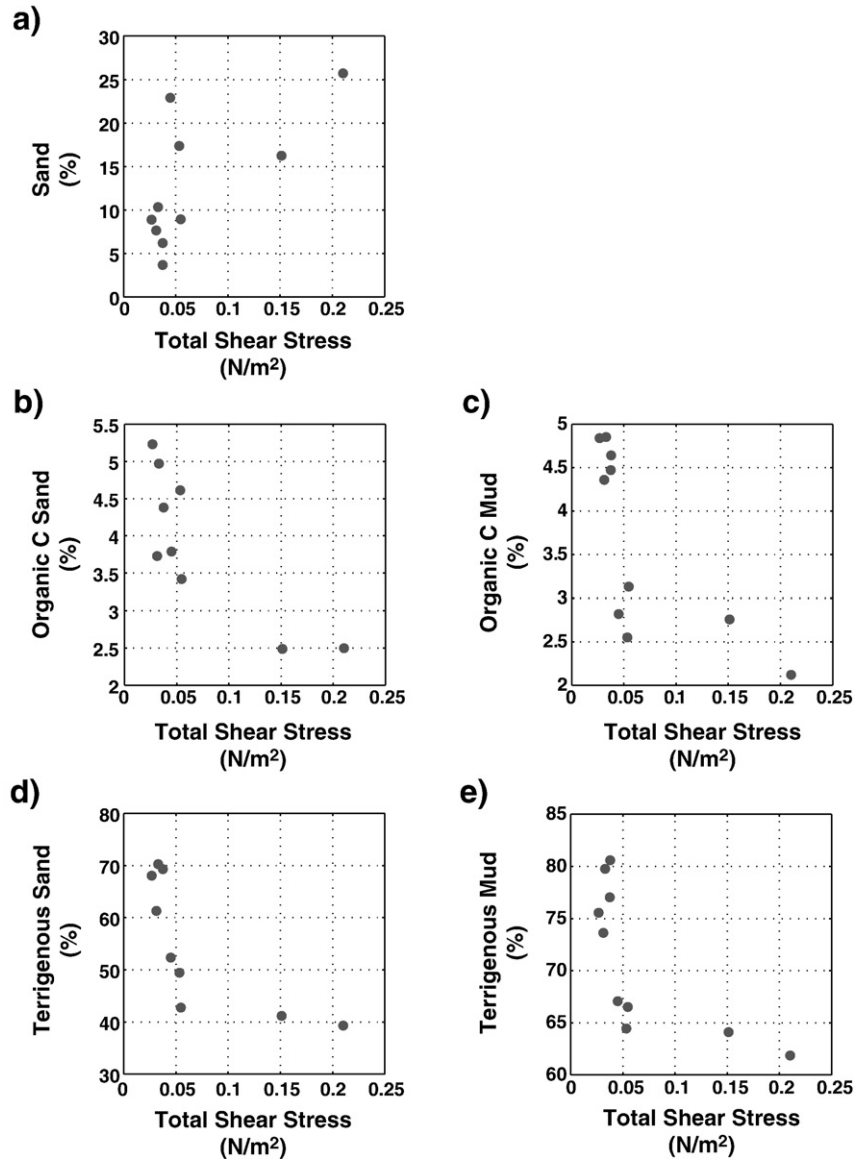 a)
30
25
20
15
10
5
0
Sand
(%)
0 0.05 0.1 0.15 0.2 0.25
Total Shear Stress
(N/m²)
b)
5.5
5
4.5
4
3.5
3
2.5
2
Organic C Sand
(%)
0 0.05 0.1 0.15 0.2 0.25
Total Shear Stress
(N/m²)
c)
5
4.5
4
3.5
3
2.5
2
Organic C Mud
(%)
0 0.05 0.1 0.15 0.2 0.25
Total Shear Stress
(N/m²)
d)
80
70
60
50
40
30
Terrigenous Sand
(%)
0 0.05 0.1 0.15 0.2 0.25
Total Shear Stress
(N/m²)
e)
85
80
75
70
65
60
Terrigenous Mud
(%)
0 0.05 0.1 0.15 0.2 0.25
Total Shear Stress
(N/m²)